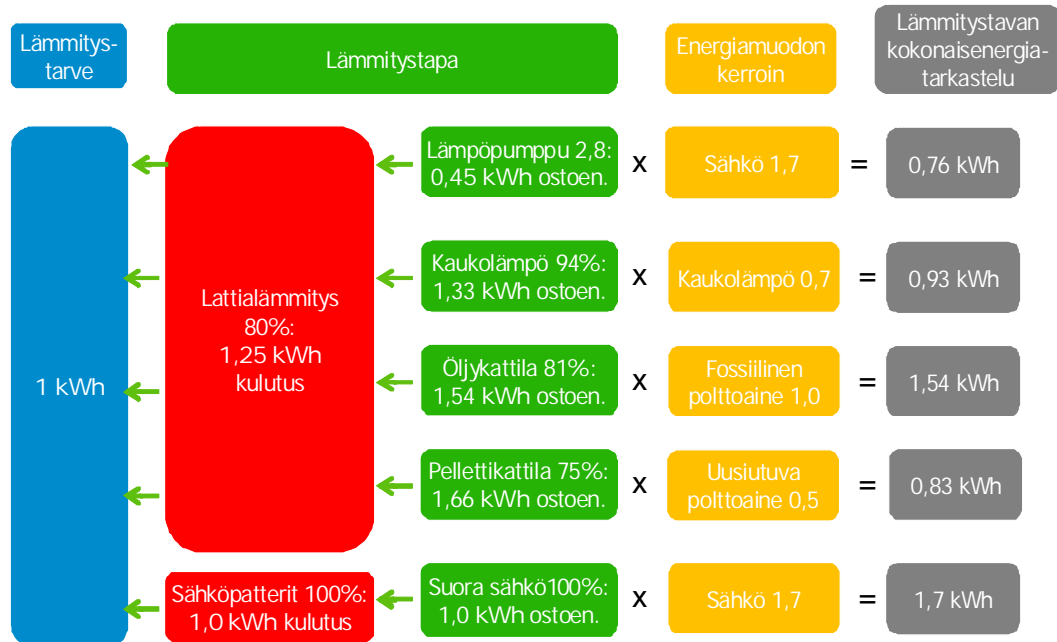 Lämmitys-
tarve
Lämmitystapa
Energiamuodon
kerroin
Lämmitystavan
kokonaisenergia-
tarkastelu
1 kWh
Lattialämmitys
80%:
1,25 kWh
kulutus
Lämpöpumppu 2,8:
0,45 kWh ostoen.
x
Sähkö 1,7
=
0,76 kWh
Kaukolämpö 94%:
1,33 kWh ostoen.
x
Kaukolämpö 0,7
=
0,93 kWh
Öljykattila 81%:
1,54 kWh ostoen.
x
Fossiilinen
polttoaine 1,0
=
1,54 kWh
Pellettikattila 75%:
1,66 kWh ostoen.
x
Uusiutuva
polttoaine 0,5
=
0,83 kWh
Sähköpatterit 100%:
1,0 kWh kulutus
Suora sähkö100%:
1,0 kWh ostoen.
x
Sähkö 1,7
=
1,7 kWh